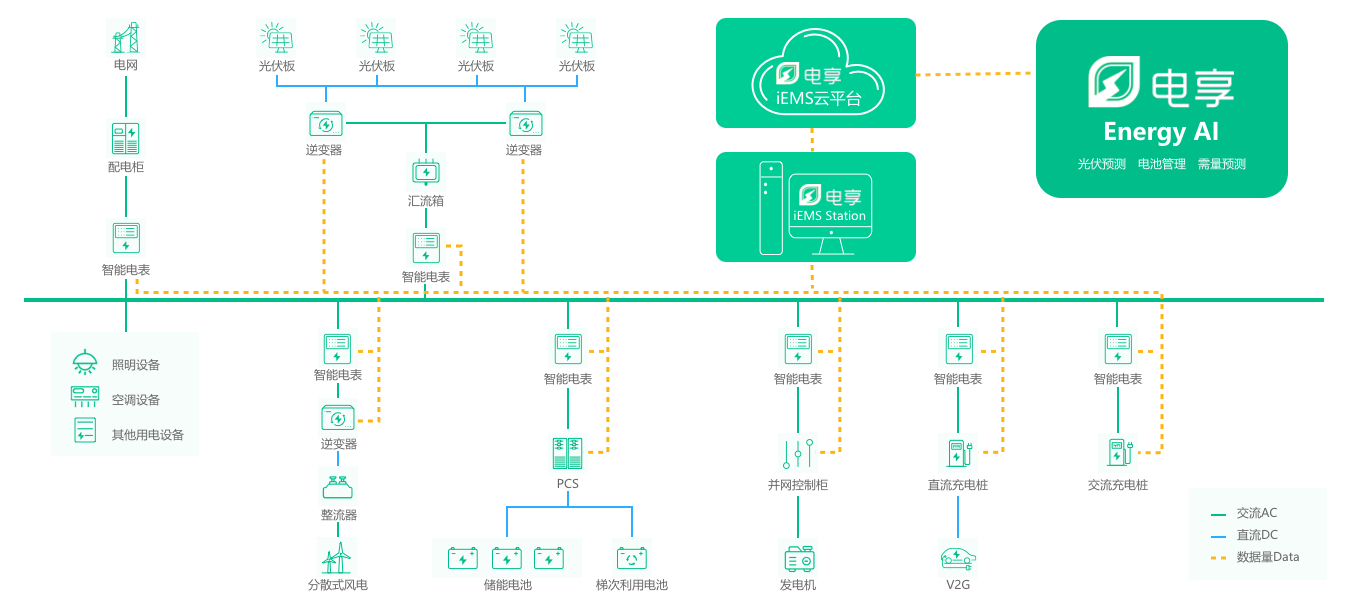 电网
光伏板
光伏板
光伏板
光伏板
电享
iEMS云平台
电享
Energy AI
光伏预测 电池管理 需量预测
配电柜
逆变器
逆变器
汇流箱
电享
iEMS Station
智能电表
智能电表
照明设备
空调设备
其他用电设备
智能电表
智能电表
智能电表
智能电表
智能电表
逆变器
整流器
分散式风电
PCS
储能电池
梯次利用电池
并网控制柜
发电机
直流充电桩
V2G
交流充电桩
交流AC
直流DC
数据量Data